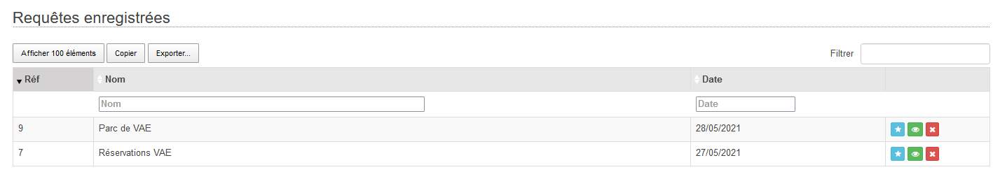 Requêtes enregistrées
Afficher 100 éléments Copier Exporter... Filtrer
Réf Nom Date
Nom Date
9 Parc de VAE 28/05/2021
7 Réservations VAE 27/05/2021